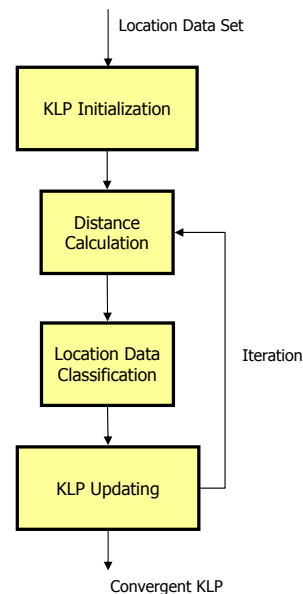 Location Data Set
KLP Initialization
Distance
Calculation
Location Data
Classification
Iteration
KLP Updating
Convergent KLP